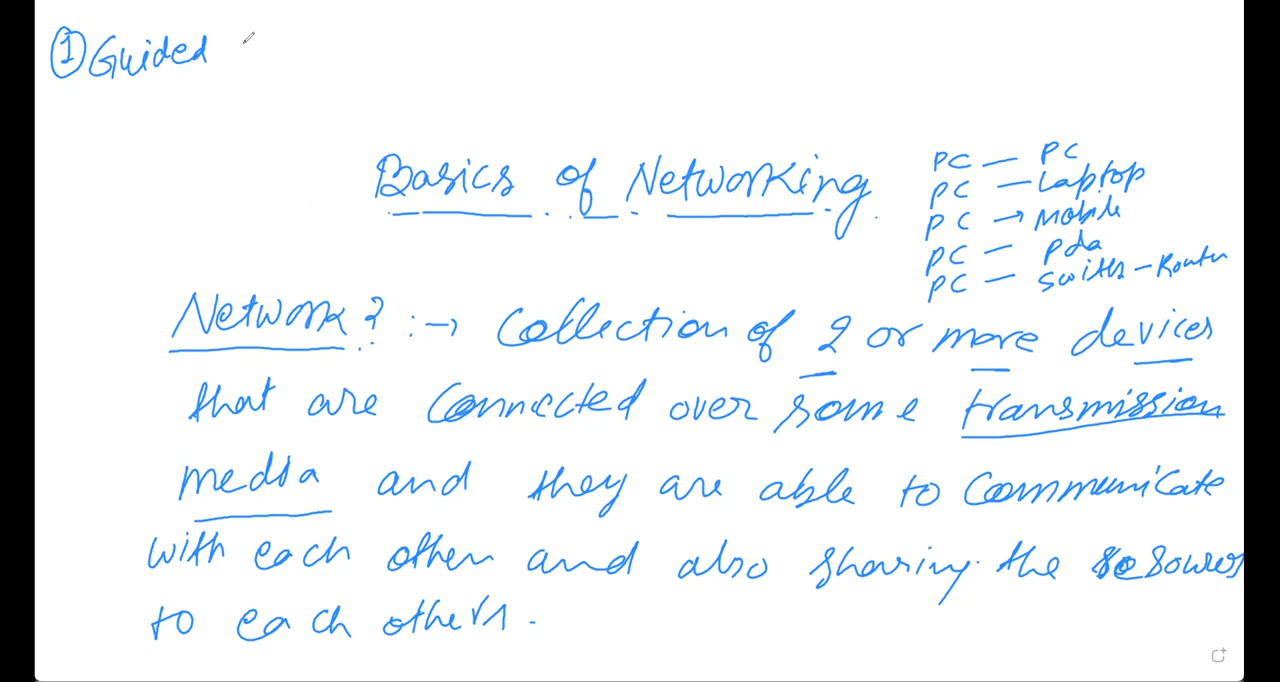 ① Guided
Basics of Networking
PC — PC
PC — Laptop
PC → Mobile
PC — Pda
PC — Switch - Router
Network? :→ Collection of 2 or more devices
that are connected over some transmission
media and they are able to communicate
with each other and also sharing the resources
to each others.